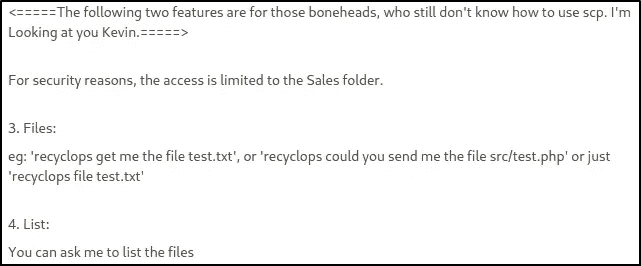 <=====The following two features are for those boneheads, who still don't know how to use scp. I'm
Looking at you Kevin.=====>
For security reasons, the access is limited to the Sales folder.
3. Files:
eg: 'recyclops get me the file test.txt', or 'recyclops could you send me the file src/test.php' or just
'recyclops file test.txt'
4. List:
You can ask me to list the files